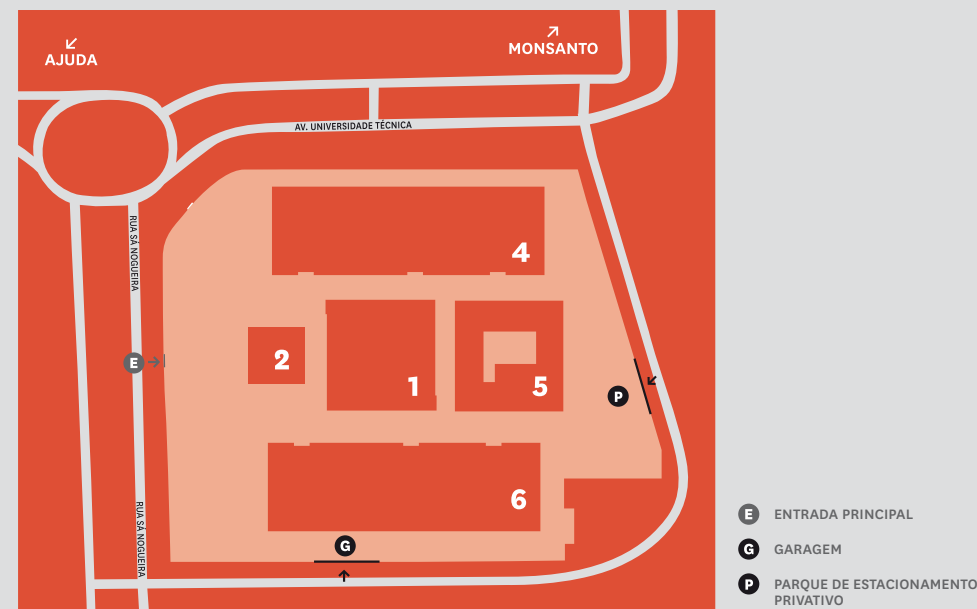 AJUDA
MONSANTO
AV. UNIVERSIDADE TÉCNICA
RUA SÁ NOGUEIRA
4
2
1
5
E
P
6
RUA SÁ NOGUEIRA
G
E ENTRADA PRINCIPAL
G GARAGEM
P PARQUE DE ESTACIONAMENTO
PRIVATIVO